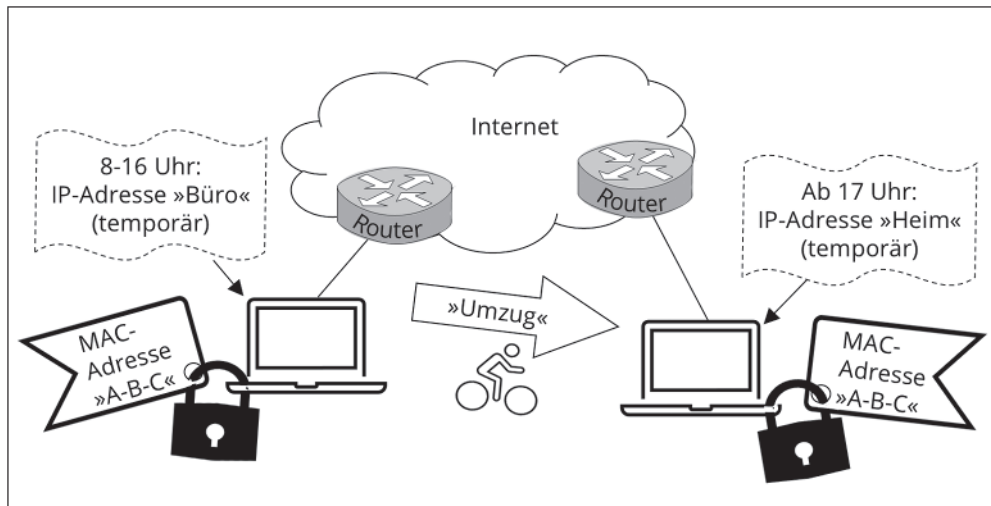 Internet
8-16 Uhr:
IP-Adresse »Büro«
(temporär)
Router
Router
Ab 17 Uhr:
IP-Adresse »Heim«
(temporär)
»Umzug«
MAC-
Adresse
»A-B-C«
MAC-
Adresse
»A-B-C«